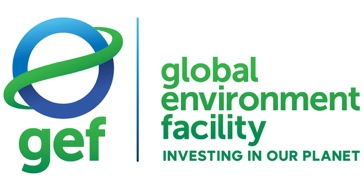 gef
global
environment
facility
INVESTING IN OUR PLANET